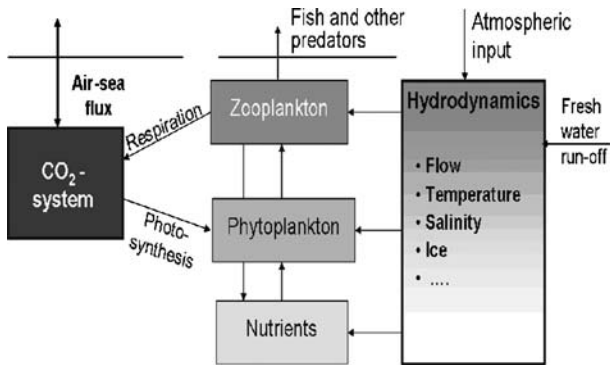 Fish and other
predators
Atmospheric
input
Air-sea
flux
Respiration
Zooplankton
Hydrodynamics
Fresh
water
run-off
CO₂-
system
• Flow
• Temperature
• Salinity
• Ice
• ....
Photo-
synthesis
Phytoplankton
Nutrients